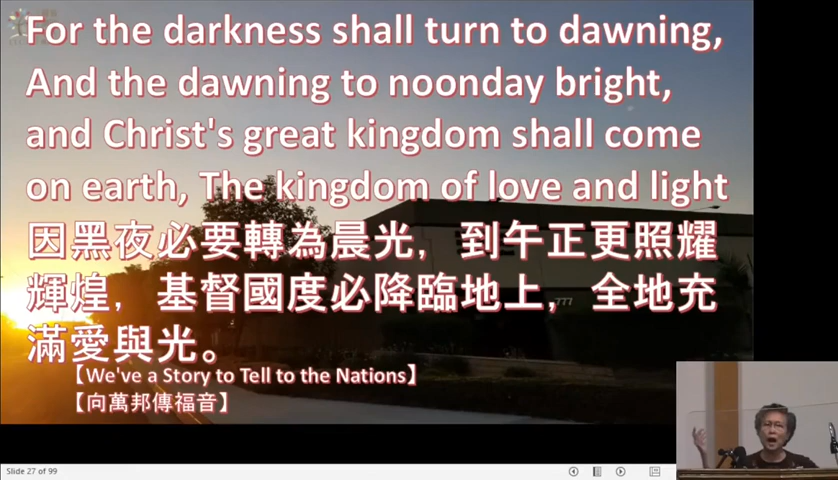 For the darkness shall turn to dawning,
And the dawning to noonday bright,
and Christ's great kingdom shall come
on earth, The kingdom of love and light
因黑夜必要轉為晨光，到午正更照耀
輝煌，基督國度必降臨地上，全地充
滿愛與光。
【We've a Story to Tell to the Nations】
【向萬邦傳福音】
777
Slide 27 of 99